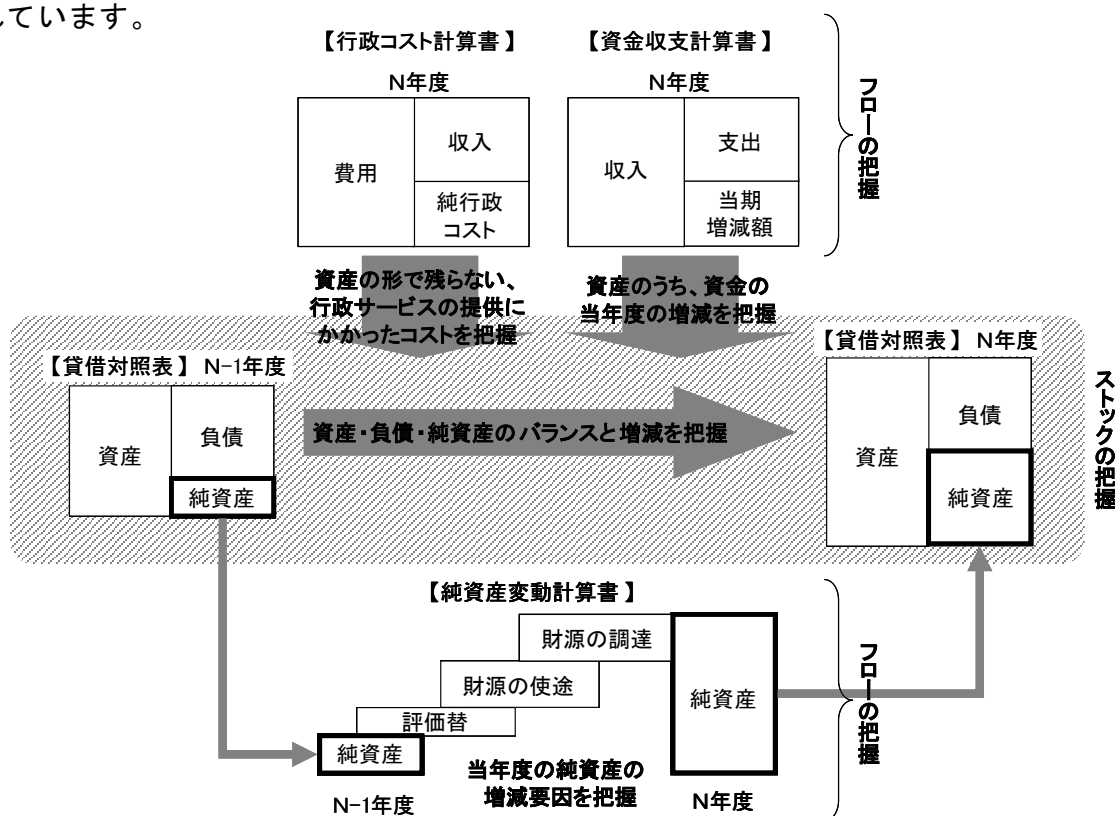 しています。
【行政コスト計算書】
N年度
費用
収入
純行政
コスト
【資金収支計算書】
N年度
収入
支出
当期
増減額
フローの把握
資産の形で残らない、
行政サービスの提供に
かかったコストを把握
資産のうち、資金の
当年度の増減を把握
【貸借対照表】 N-1年度
資産
負債
純資産
資産・負債・純資産のバランスと増減を把握
【貸借対照表】 N年度
資産
負債
純資産
ストックの把握
【純資産変動計算書】
財源の調達
財源の使途
評価替
純資産
N-1年度
当年度の純資産の
増減要因を把握
純資産
N年度
フローの把握